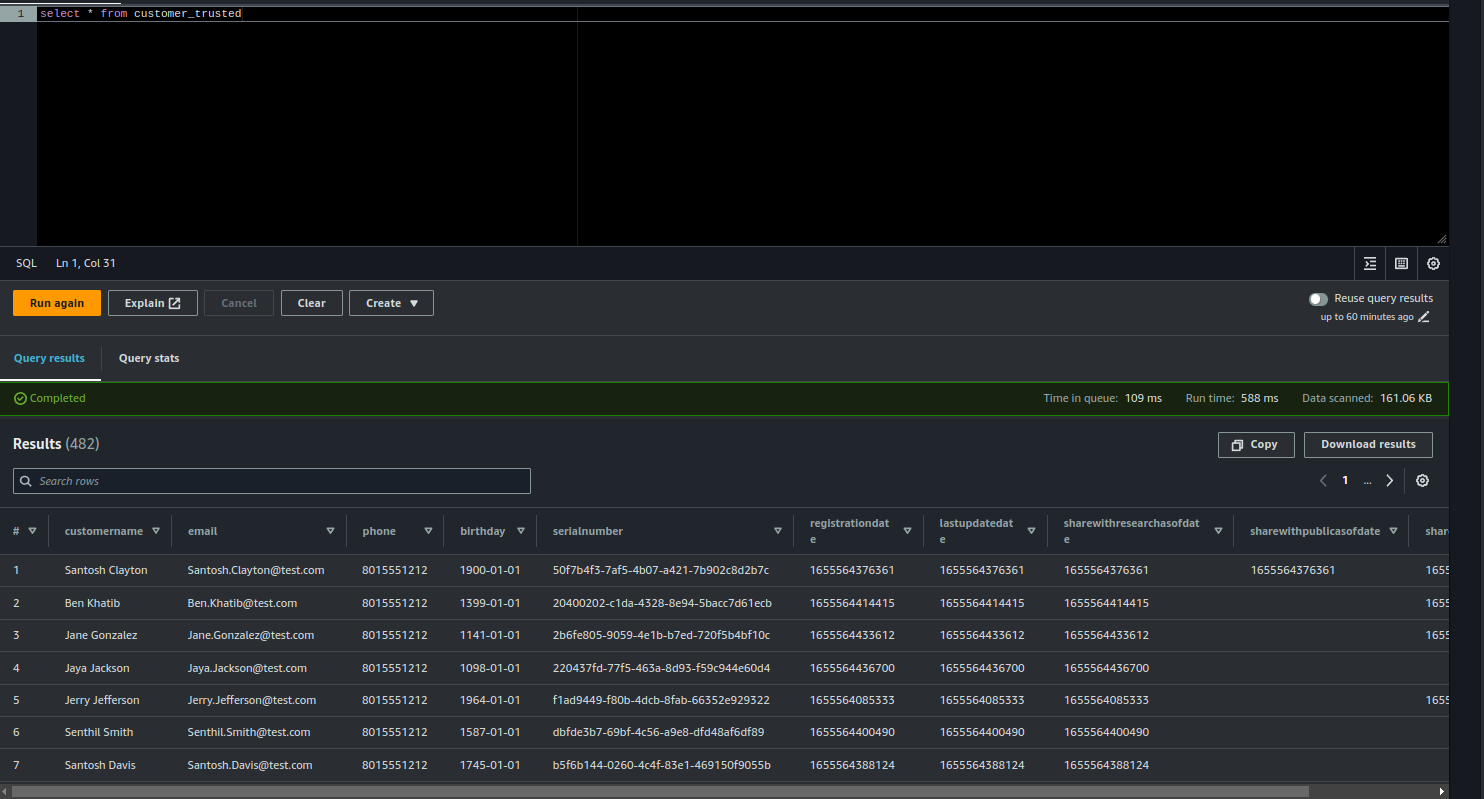 1 select * from customer_trusted
SQL Ln 1, Col 31
Run again Explain Cancel Clear Create
Reuse query results
up to 60 minutes ago
Query results Query stats
Completed Time in queue: 109 ms Run time: 588 ms Data scanned: 161.06 KB
Results (482) Copy Download results
Search rows 1 ...
# customername email phone birthday serialnumber registrationdate lastupdatedate sharewithresearchasofdate sharewithpublicasofdate shar
1 Santosh Clayton Santosh.Clayton@test.com 8015551212 1900-01-01 50f7b4f3-7af5-4b07-a421-7b902c8d2b7c 1655564376361 1655564376361 1655564376361 1655564376361 1655
2 Ben Khatib Ben.Khatib@test.com 8015551212 1399-01-01 20400202-c1da-4328-8e94-5bacc7d61ecb 1655564414415 1655564414415 1655564414415 1655
3 Jane Gonzalez Jane.Gonzalez@test.com 8015551212 1141-01-01 2b6fe805-9059-4e1b-b7ed-720f5b4bf10c 1655564433612 1655564433612 1655564433612 1655
4 Jaya Jackson Jaya.Jackson@test.com 8015551212 1098-01-01 220437fd-77f5-463a-8d93-f59c944e60d4 1655564436700 1655564436700 1655564436700
5 Jerry Jefferson Jerry.Jefferson@test.com 8015551212 1964-01-01 f1ad9449-f80b-4dcb-8fab-66352e929322 1655564085333 1655564085333 1655564085333 1655
6 Senthil Smith Senthil.Smith@test.com 8015551212 1587-01-01 dbfde3b7-69bf-4c56-a9e8-dfd48af6df89 1655564400490 1655564400490 1655564400490
7 Santosh Davis Santosh.Davis@test.com 8015551212 1745-01-01 b5f6b144-0260-4c4f-83e1-469150f9055b 1655564388124 1655564388124 1655564388124